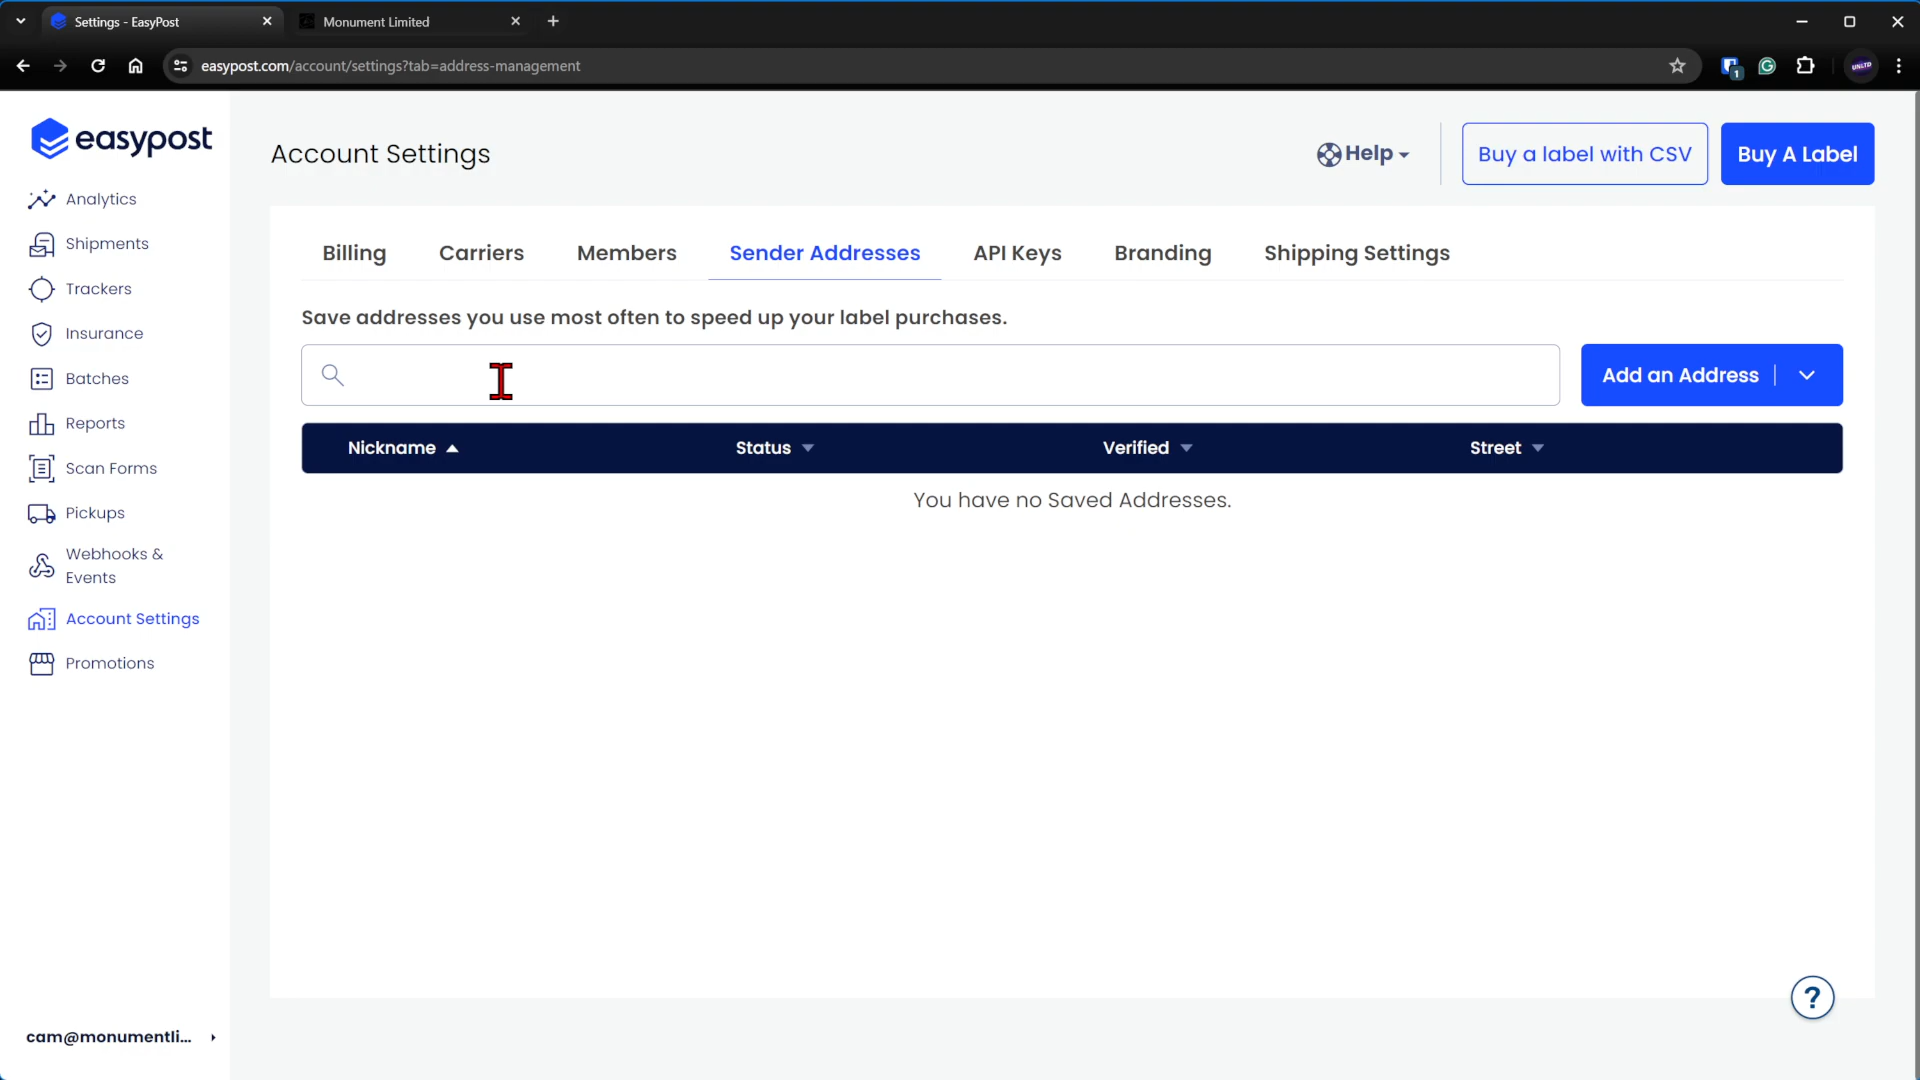 Settings - EasyPost
Monument Limited
easypost.com/account/settings?tab=address-management
1
UNLTD
easypost
Account Settings
Help
Buy a label with CSV
Buy A Label
Analytics
Shipments
Trackers
Insurance
Batches
Reports
Scan Forms
Pickups
Webhooks &
Events
Account Settings
Promotions
Billing
Carriers
Members
Sender Addresses
API Keys
Branding
Shipping Settings
Save addresses you use most often to speed up your label purchases.
Add an Address
Nickname
Status
Verified
Street
You have no Saved Addresses.
?
cam@monumentli...